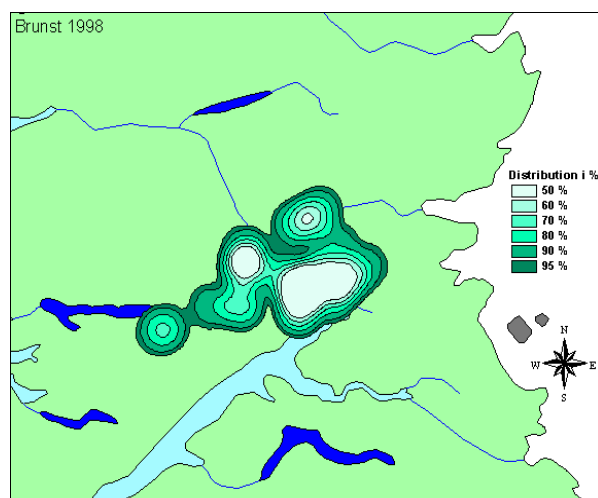 Brunst 1998
Distribution i %
50 %
60 %
70 %
80 %
90 %
95 %
N
W E
S